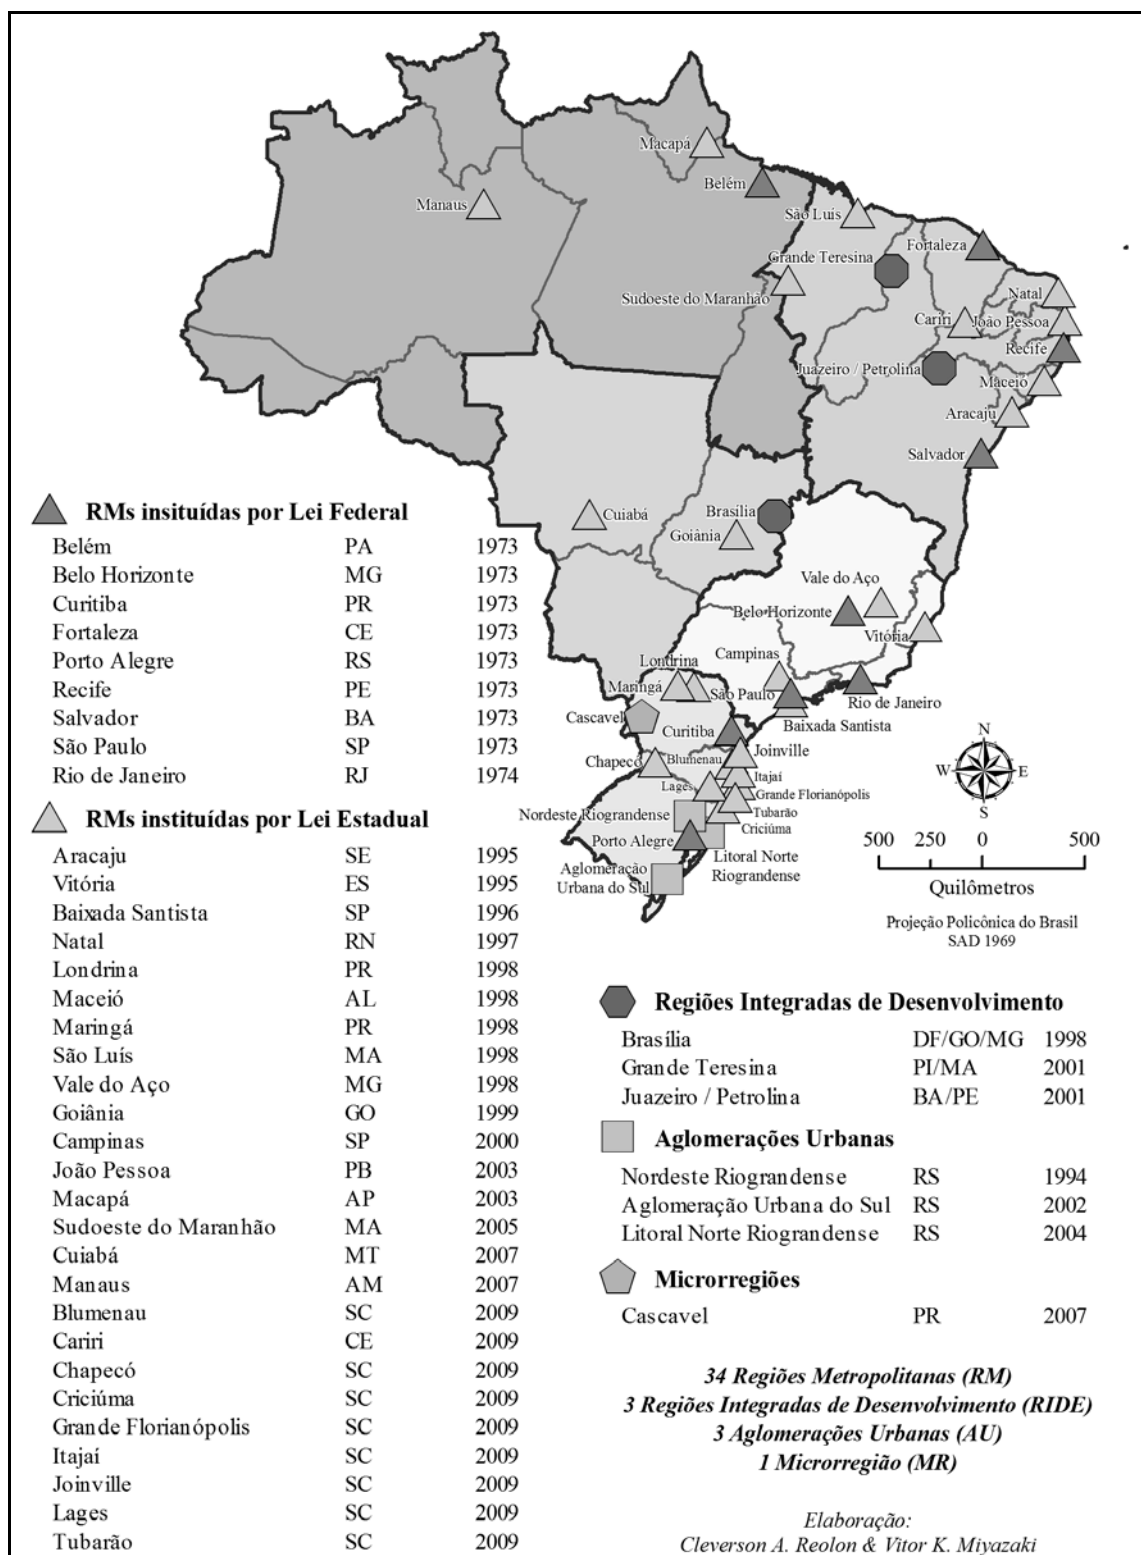 Macapá
Belém
Manaus
São Luis
Fortaleza
Grande Teresina
Sudoeste do Maranhão
Natal
Cariri
João Pessoa
Recife
Juazeiro / Petrolina
Maceió
Aracaju
Salvador
Brasília
Cuiabá
Goiânia
Vale do Aço
Belo Horizonte
Vitória
Campinas
Londrina
Maringá
São Paulo
Rio de Janeiro
Baixada Santista
Cascavel
Curitiba
Joinville
Chapecó
Blumenau
Itajaí
Lages
Grande Florianópolis
Tubarão
Nordeste Riograndense
Criciúma
Porto Alegre
Litoral Norte
Riograndense
Aglomeração
Urbana do Sul
N
W
E
S
500 250 0 500
Quilômetros
Projeção Policônica do Brasil
SAD 1969
RMs insituídas por Lei Federal
Belém PA 1973
Belo Horizonte MG 1973
Curitiba PR 1973
Fortaleza CE 1973
Porto Alegre RS 1973
Recife PE 1973
Salvador BA 1973
São Paulo SP 1973
Rio de Janeiro RJ 1974
RMs instituídas por Lei Estadual
Aracaju SE 1995
Vitória ES 1995
Baixada Santista SP 1996
Natal RN 1997
Londrina PR 1998
Maceió AL 1998
Maringá PR 1998
São Luís MA 1998
Vale do Aço MG 1998
Goiânia GO 1999
Campinas SP 2000
João Pessoa PB 2003
Macapá AP 2003
Sudoeste do Maranhão MA 2005
Cuiabá MT 2007
Manaus AM 2007
Blumenau SC 2009
Cariri CE 2009
Chapecó SC 2009
Criciúma SC 2009
Grande Florianópolis SC 2009
Itajaí SC 2009
Joinville SC 2009
Lages SC 2009
Tubarão SC 2009
Regiões Integradas de Desenvolvimento
Brasília DF/GO/MG 1998
Grande Teresina PI/MA 2001
Juazeiro / Petrolina BA/PE 2001
Aglomerações Urbanas
Nordeste Riograndense RS 1994
Aglomeração Urbana do Sul RS 2002
Litoral Norte Riograndense RS 2004
Microrregiões
Cascavel PR 2007
34 Regiões Metropolitanas (RM)
3 Regiões Integradas de Desenvolvimento (RIDE)
3 Aglomerações Urbanas (AU)
1 Microrregião (MR)
Elaboração:
Cleverson A. Reolon & Vitor K. Miyazaki